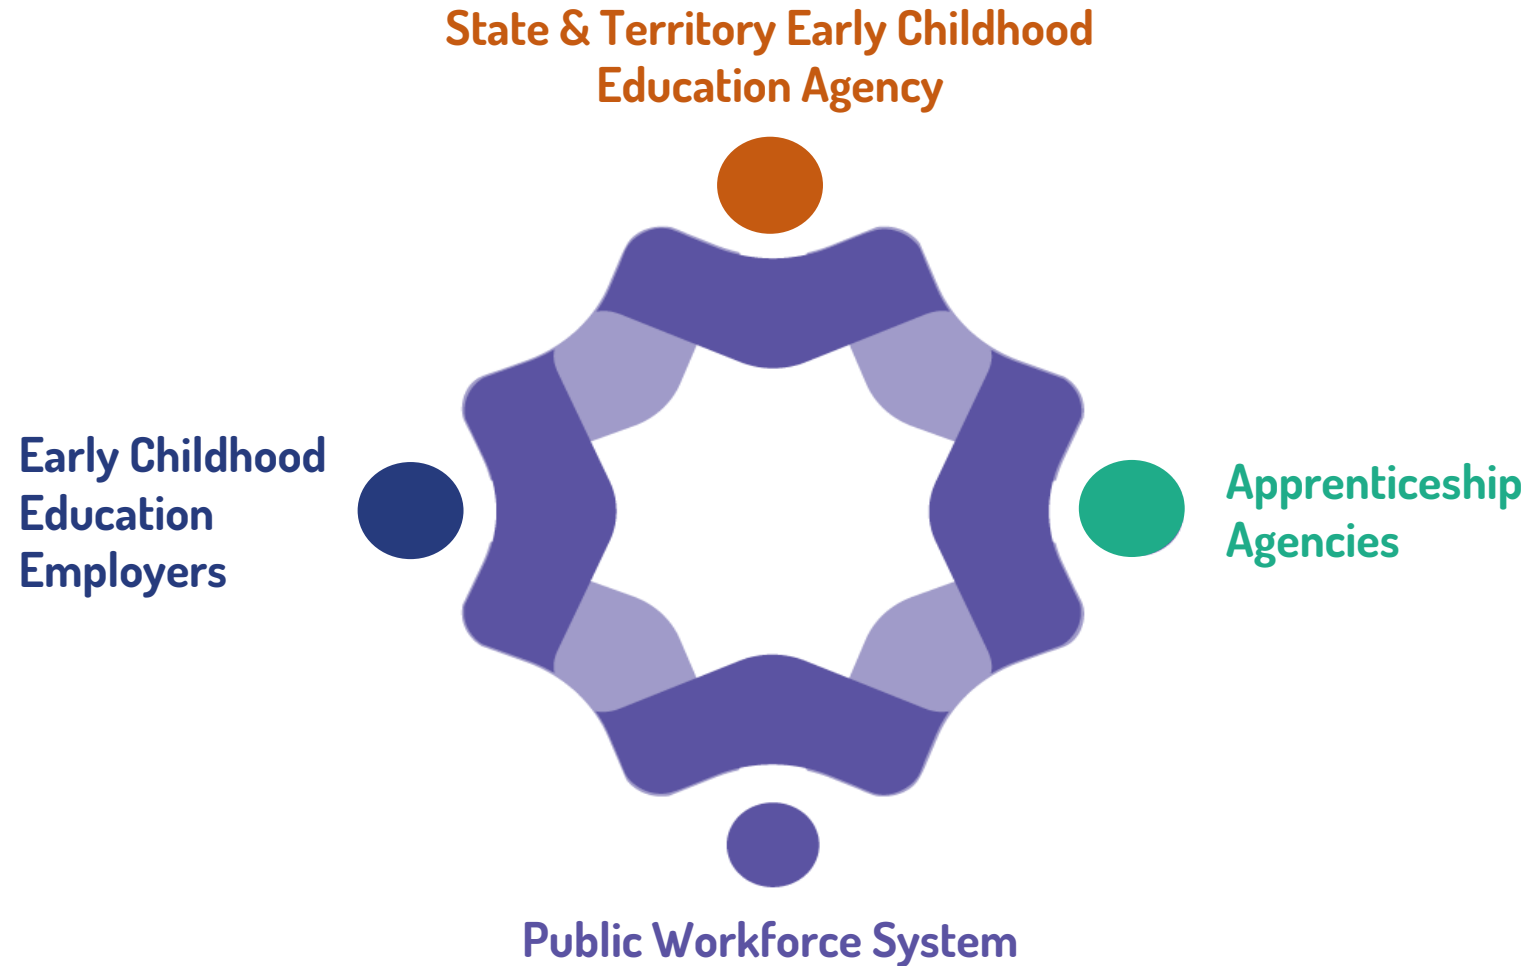 State & Territory Early Childhood
Education Agency
Early Childhood
Education
Employers
Apprenticeship
Agencies
Public Workforce System